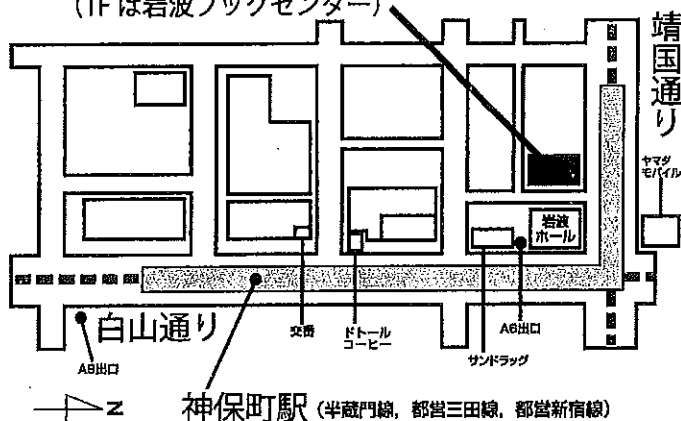 （1Fは岩波ブックセンター）
靖国通り
ヤマダ
モバイル
岩波
ホール
白山通り
交番
ドトール
コーヒー
A6出口
サンドラッグ
A9出口
N
神保町駅（半蔵門線，都営三田線，都営新宿線）